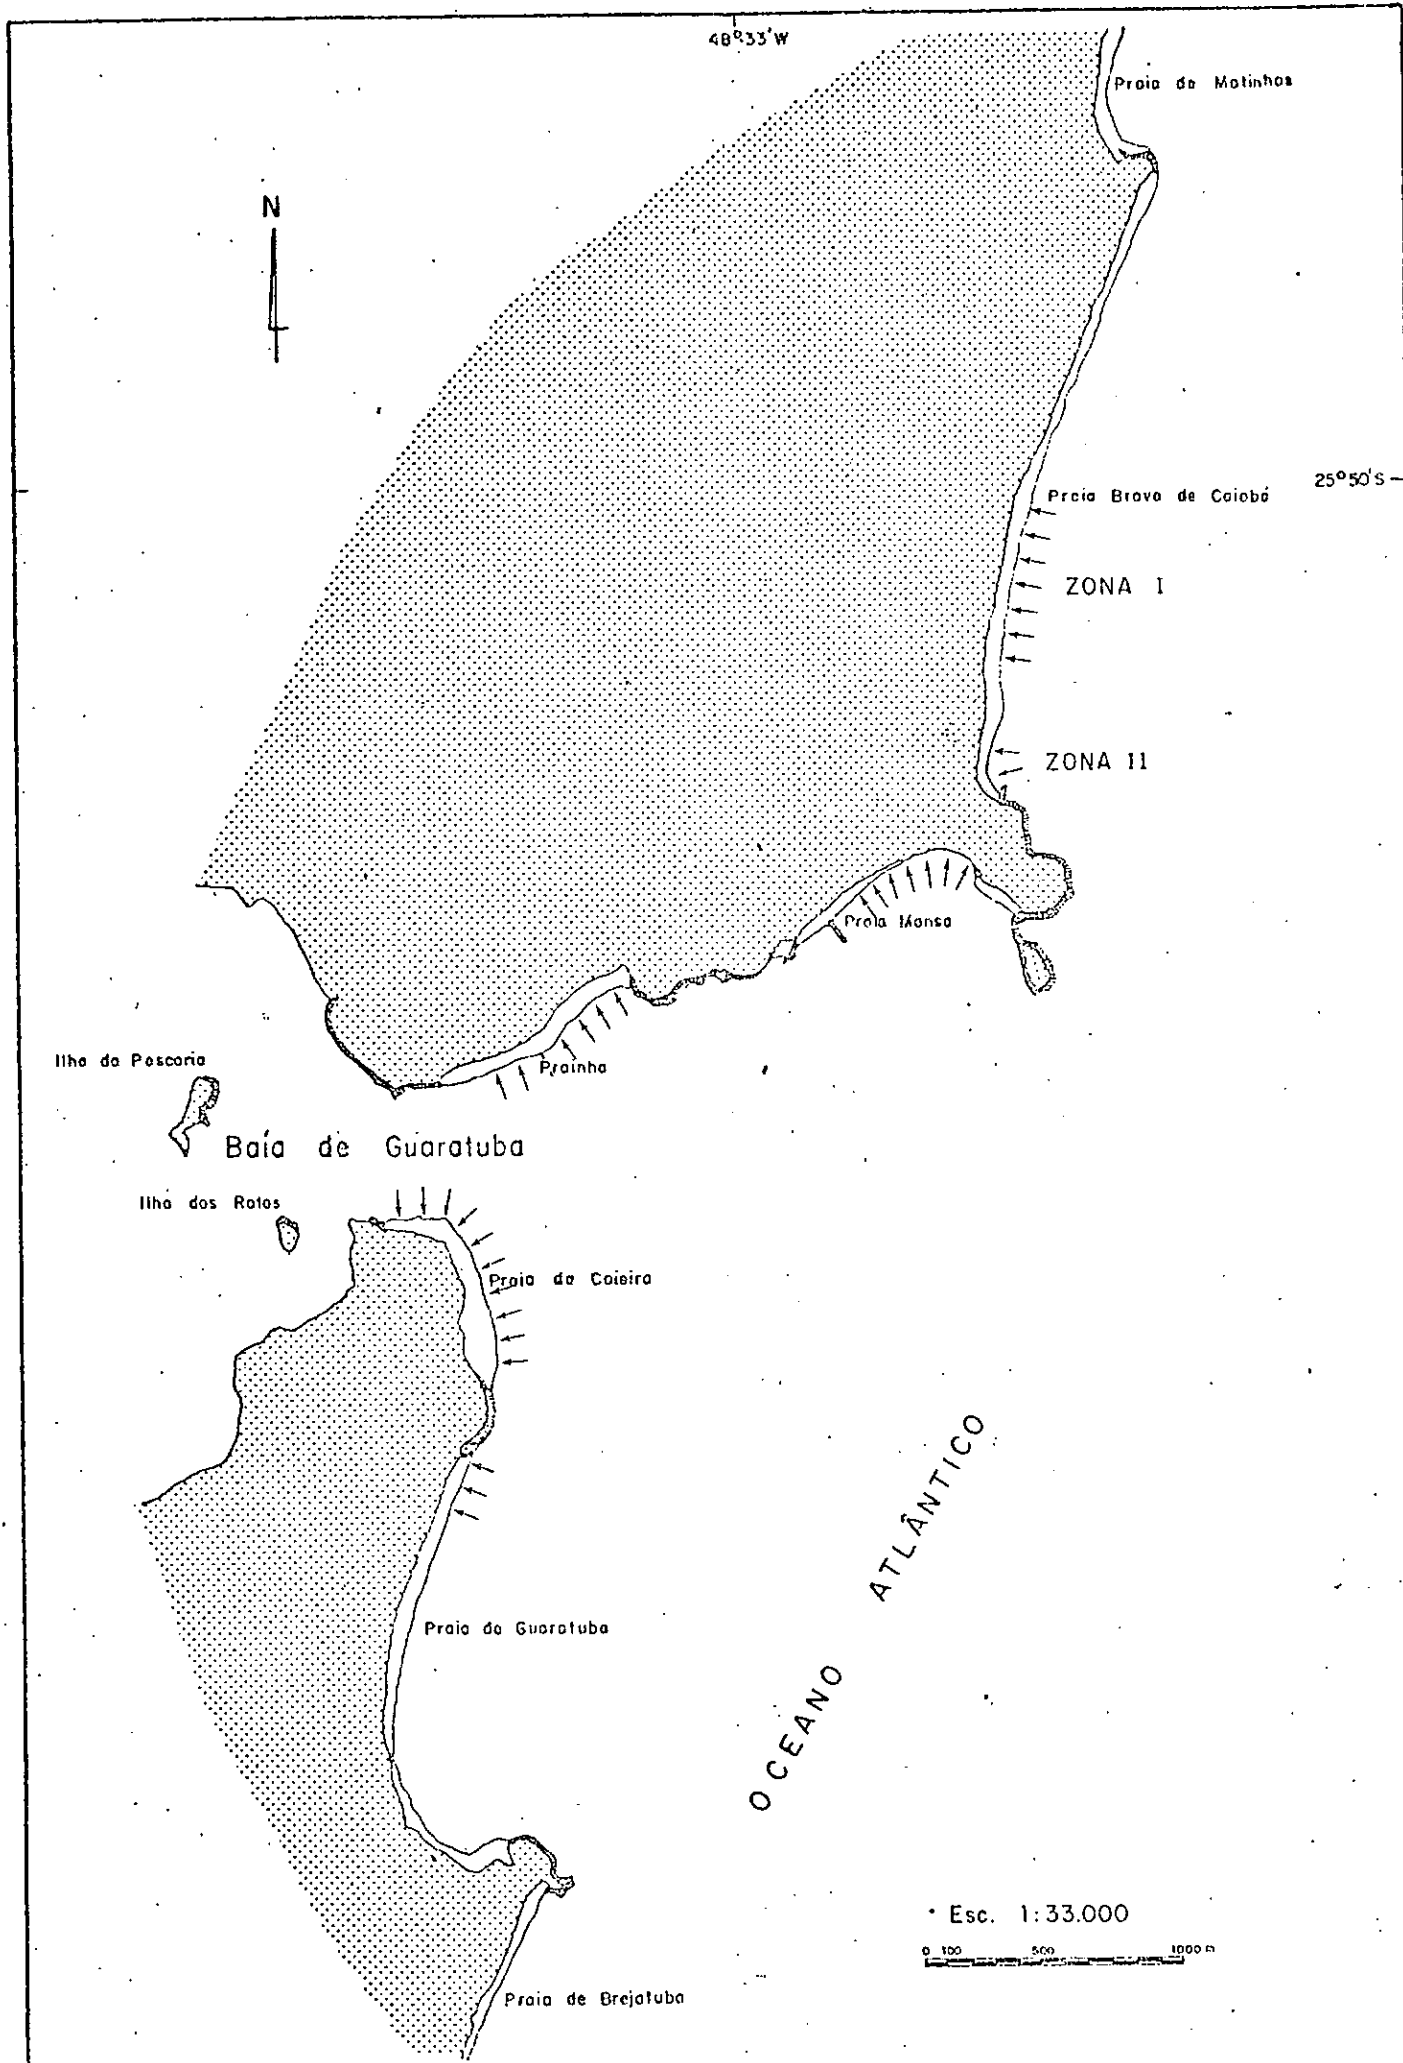 48°33'W
Praia de Matinhos
N
25°50'S
Praia Brava de Caiobá
ZONA I
ZONA II
Praia Mansa
Prainha
Ilha da Pescaria
Baía de Guaratuba
Ilha dos Ratos
Praia da Caieira
OCEANO ATLÂNTICO
Praia de Guaratuba
Esc. 1:33.000
0 100 500 1000 m
Praia de Brejatuba